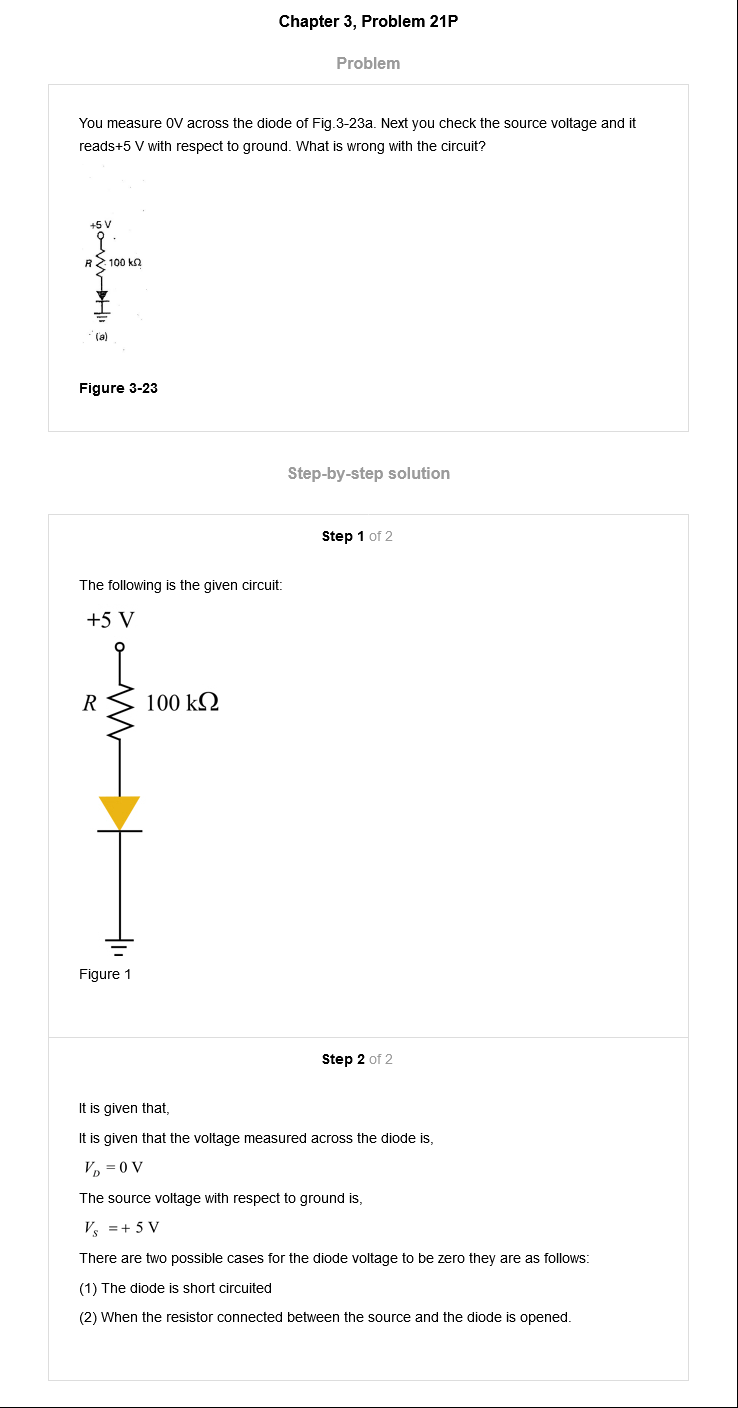 Chapter 3, Problem 21P
Problem
You measure 0V across the diode of Fig.3-23a. Next you check the source voltage and it
reads+5 V with respect to ground. What is wrong with the circuit?
+5 V
R 100 kΩ
(a)
Figure 3-23
Step-by-step solution
Step 1 of 2
The following is the given circuit:
+5 V
R 100 kΩ
Figure 1
Step 2 of 2
It is given that,
It is given that the voltage measured across the diode is,
V_D = 0 V
The source voltage with respect to ground is,
V_S = + 5 V
There are two possible cases for the diode voltage to be zero they are as follows:
(1) The diode is short circuited
(2) When the resistor connected between the source and the diode is opened.